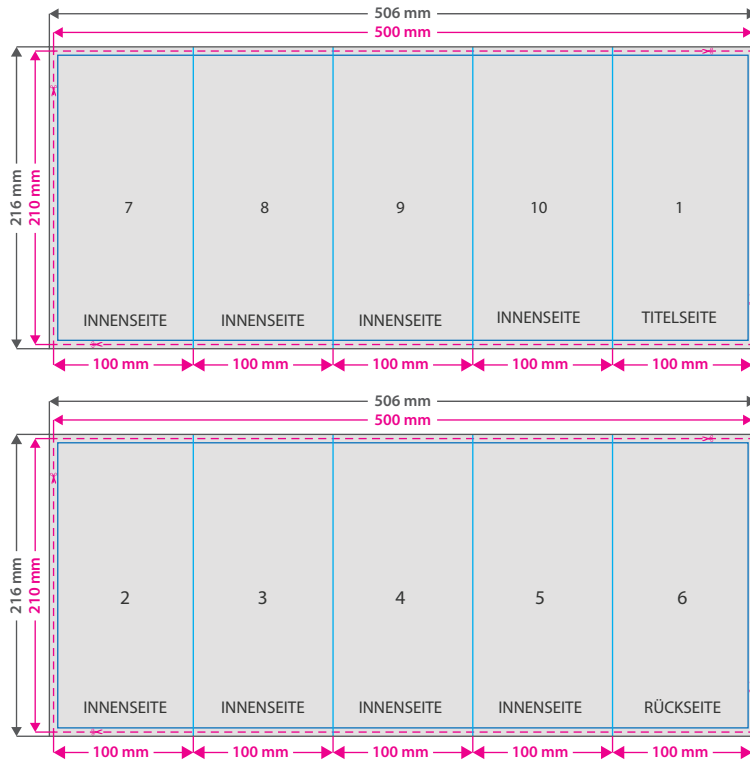 506 mm
500 mm
216 mm
210 mm
7
8
9
10
1
INNENSEITE
INNENSEITE
INNENSEITE
INNENSEITE
TITELSEITE
100 mm
100 mm
100 mm
100 mm
100 mm
506 mm
500 mm
216 mm
210 mm
2
3
4
5
6
INNENSEITE
INNENSEITE
INNENSEITE
INNENSEITE
RÜCKSEITE
100 mm
100 mm
100 mm
100 mm
100 mm